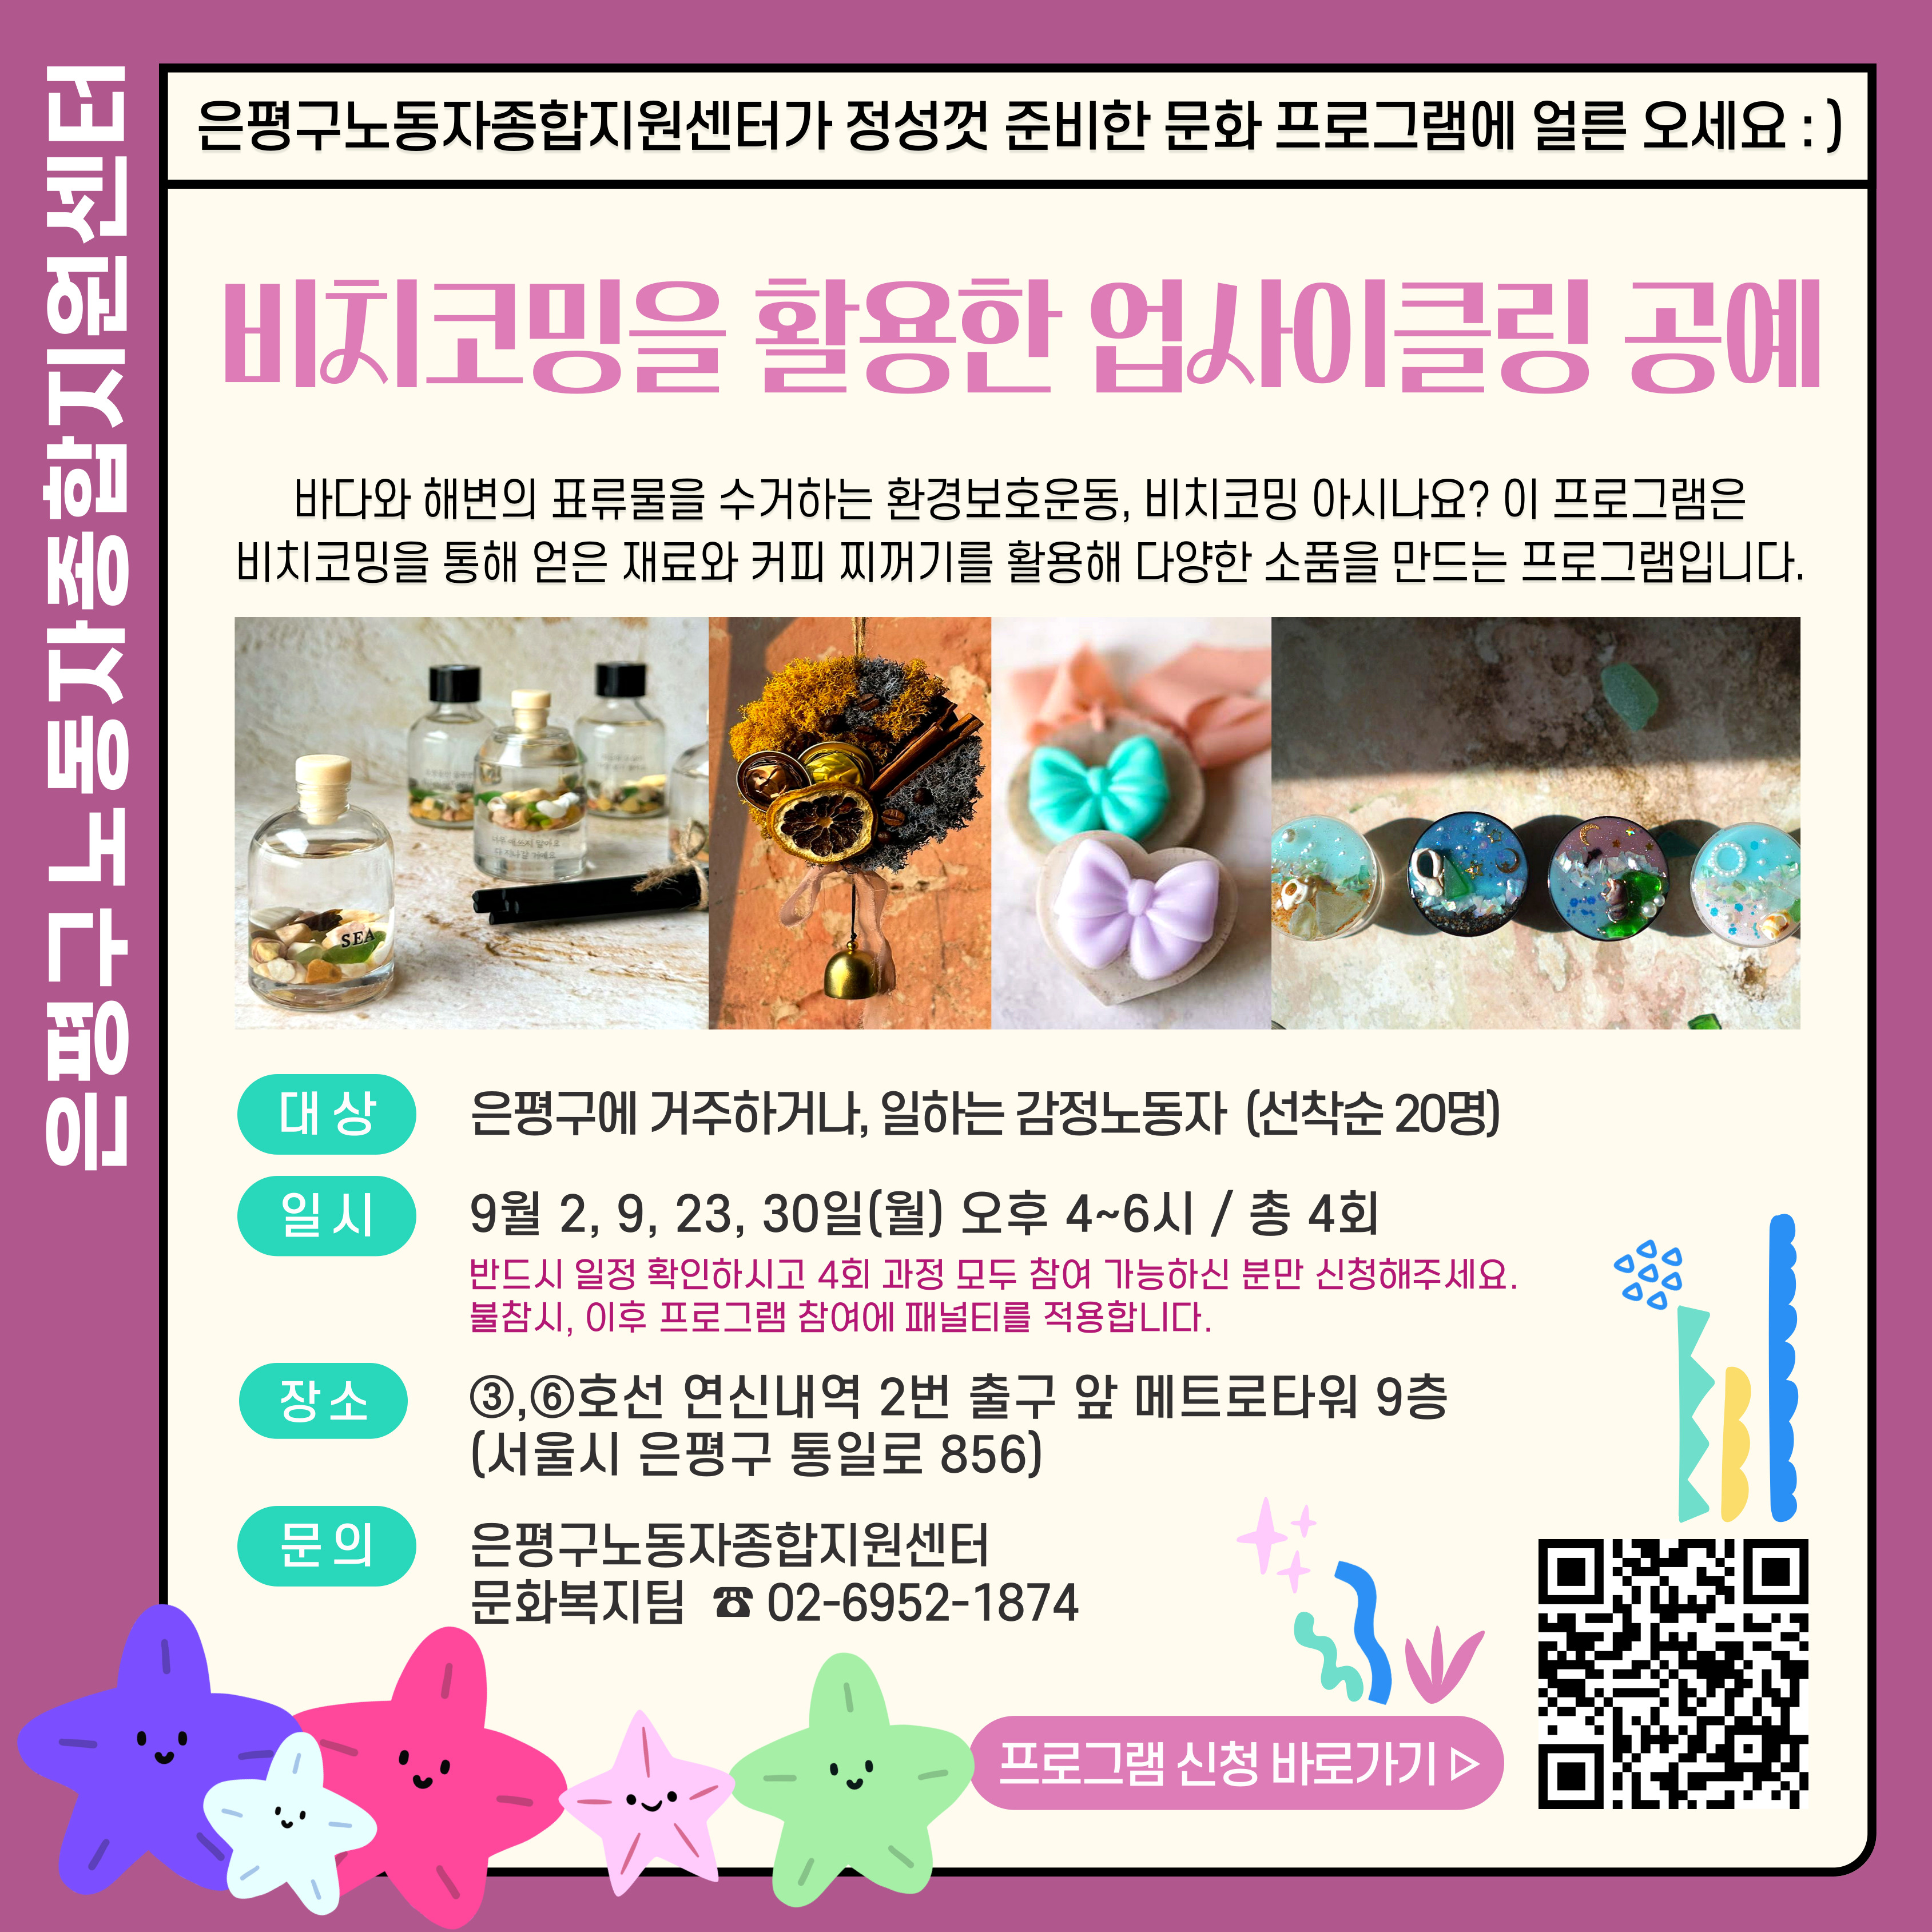 은평구노동자종합지원센터
은평구노동자종합지원센터가 정성껏 준비한 문화 프로그램에 얼른 오세요 : )
비치코밍을 활용한 업사이클링 공예
바다와 해변의 표류물을 수거하는 환경보호운동, 비치코밍 아시나요? 이 프로그램은
비치코밍을 통해 얻은 재료와 커피 찌꺼기를 활용해 다양한 소품을 만드는 프로그램입니다.
SEA
대상
은평구에 거주하거나, 일하는 감정노동자 (선착순 20명)
일시
9월 2, 9, 23, 30일(월) 오후 4~6시 / 총 4회
반드시 일정 확인하시고 4회 과정 모두 참여 가능하신 분만 신청해주세요.
불참시, 이후 프로그램 참여에 패널티를 적용합니다.
장소
③,⑥호선 연신내역 2번 출구 앞 메트로타워 9층
(서울시 은평구 통일로 856)
문의
은평구노동자종합지원센터
문화복지팀 ☎ 02-6952-1874
프로그램 신청 바로가기 ▷